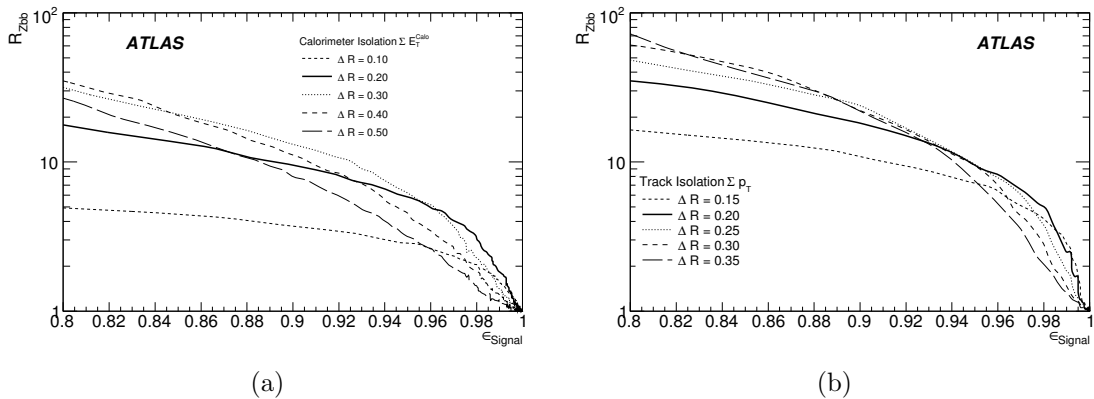 R_Zbb
10²
10
1
ATLAS
Calorimeter Isolation Σ E_T^Calo
Δ R = 0.10
Δ R = 0.20
Δ R = 0.30
Δ R = 0.40
Δ R = 0.50
0.8 0.82 0.84 0.86 0.88 0.9 0.92 0.94 0.96 0.98 1
∈_Signal
(a)
R_Zbb
10²
10
1
ATLAS
Track Isolation Σ p_T
Δ R = 0.15
Δ R = 0.20
Δ R = 0.25
Δ R = 0.30
Δ R = 0.35
0.8 0.82 0.84 0.86 0.88 0.9 0.92 0.94 0.96 0.98 1
∈_Signal
(b)